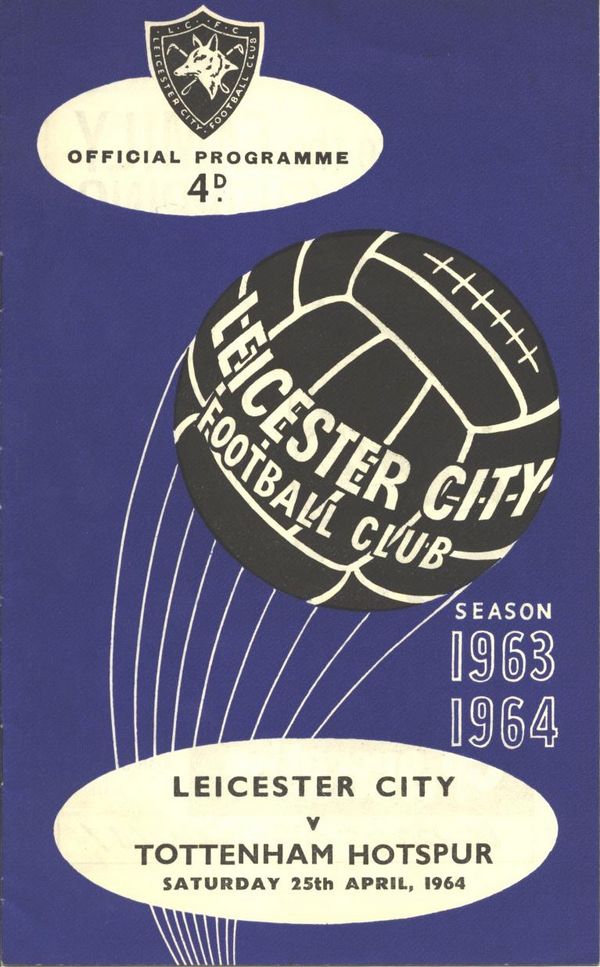 L.C.F.C.
LEICESTER CITY FOOTBALL CLUB
OFFICIAL PROGRAMME
4D.
LEICESTER CITY
FOOTBALL CLUB
SEASON
1963
1964
LEICESTER CITY
V
TOTTENHAM HOTSPUR
SATURDAY 25th APRIL, 1964